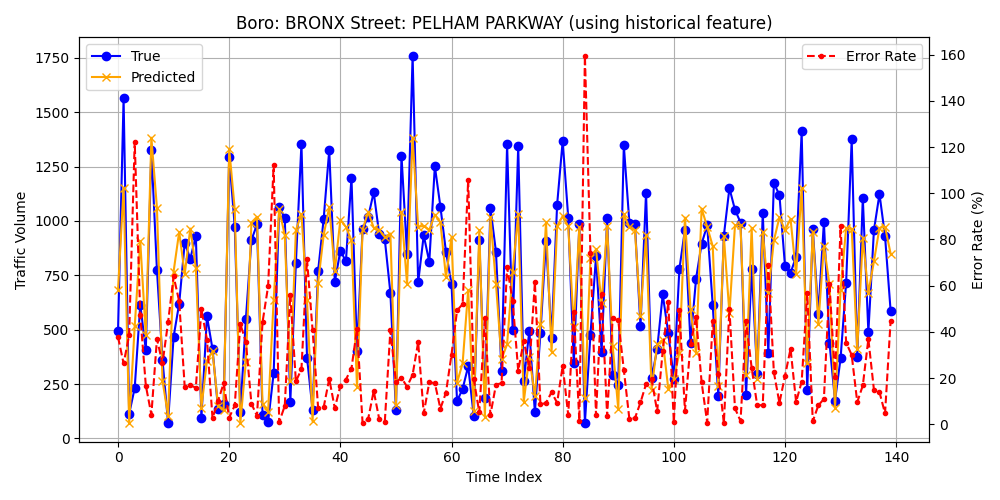 Boro: BRONX Street: PELHAM PARKWAY (using historical feature)
True
Predicted
Error Rate
Traffic Volume
1750
1500
1250
1000
750
500
250
0
160
140
120
100
80
60
40
20
0
Error Rate (%)
0 20 40 60 80 100 120 140
Time Index